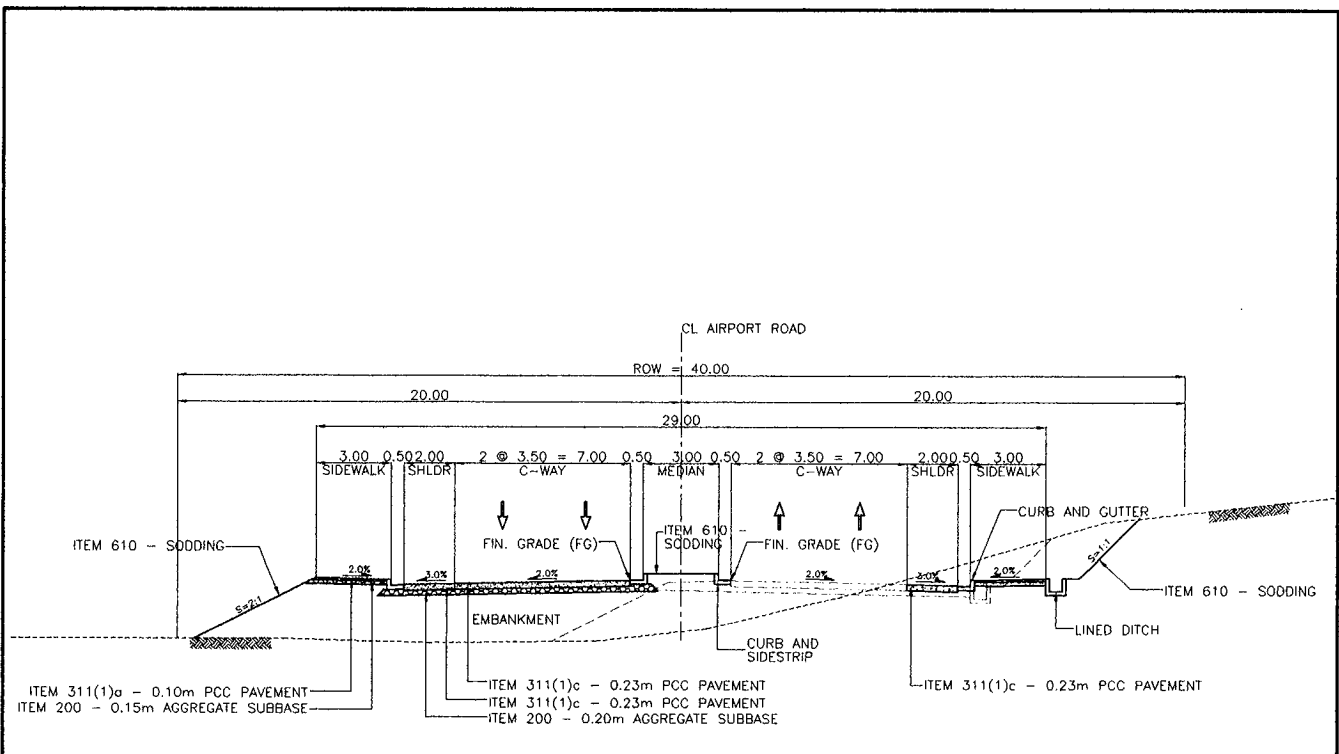 CL AIRPORT ROAD
ROW = 40.00
20.00 20.00
29.00
3.00 0.50 2.00 2 @ 3.50 = 7.00 0.50 3.00 0.50 2 @ 3.50 = 7.00 2.00 0.50 3.00
SIDEWALK SHLDR C-WAY MEDIAN C-WAY SHLDR SIDEWALK
CURB AND GUTTER
ITEM 610 -
SODDING
ITEM 610 - SODDING
FIN. GRADE (FG)
FIN. GRADE (FG)
2.0% 3.0% 2.0% 2.0% 3.0% 2.0%
S=2:1
S=1:1
ITEM 610 - SODDING
EMBANKMENT
LINED DITCH
CURB AND
SIDESTRIP
ITEM 311(1)a - 0.10m PCC PAVEMENT
ITEM 200 - 0.15m AGGREGATE SUBBASE
ITEM 311(1)c - 0.23m PCC PAVEMENT
ITEM 311(1)c - 0.23m PCC PAVEMENT
ITEM 200 - 0.20m AGGREGATE SUBBASE
ITEM 311(1)c - 0.23m PCC PAVEMENT